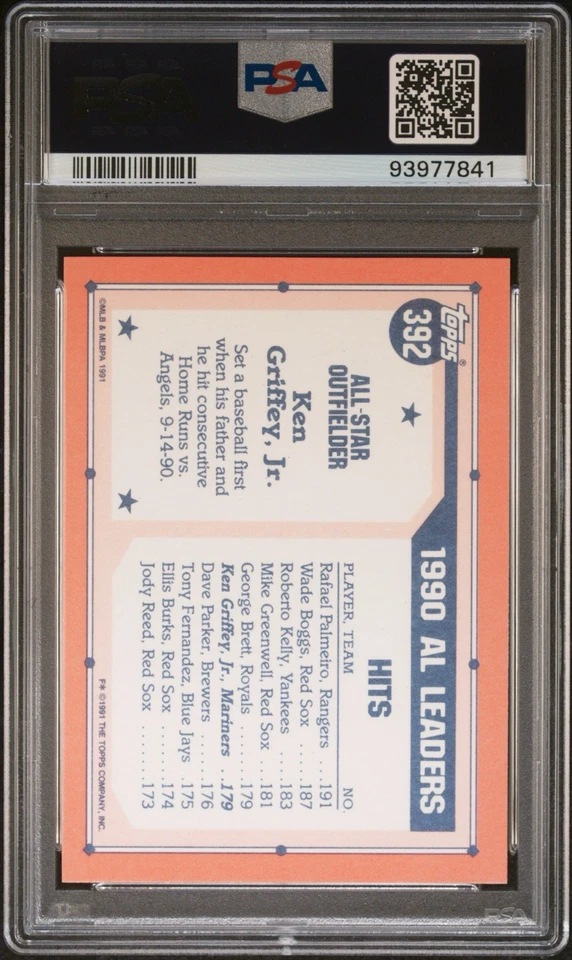 PSA
93977841
topps®
392
ALL-STAR
OUTFIELDER
Ken
Griffey, Jr.
Set a baseball first
when his father and
he hit consecutive
Home Runs vs.
Angels, 9-14-90.
©MLB & MLBPA 1991
1990 AL LEADERS
HITS
PLAYER, TEAM NO.
Rafael Palmeiro, Rangers ....191
Wade Boggs, Red Sox ......187
Roberto Kelly, Yankees .....183
Mike Greenwell, Red Sox ....181
George Brett, Royals .......179
Ken Griffey, Jr., Mariners ..179
Dave Parker, Brewers ......176
Tony Fernandez, Blue Jays ..175
Ellis Burks, Red Sox .......174
Jody Reed, Red Sox ........173
F* ©1991 THE TOPPS COMPANY, INC.
PSA